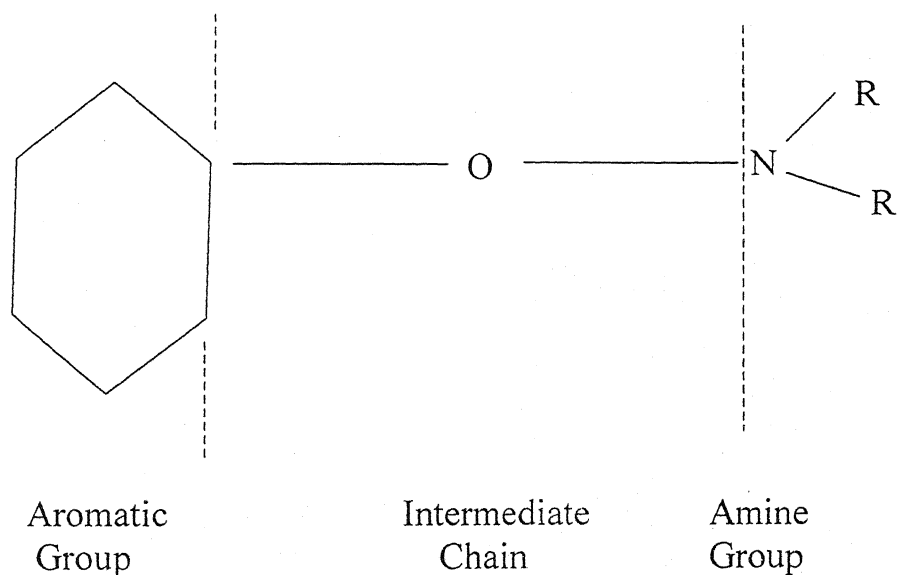 R
O
N
R
Aromatic
Group
Intermediate
Chain
Amine
Group